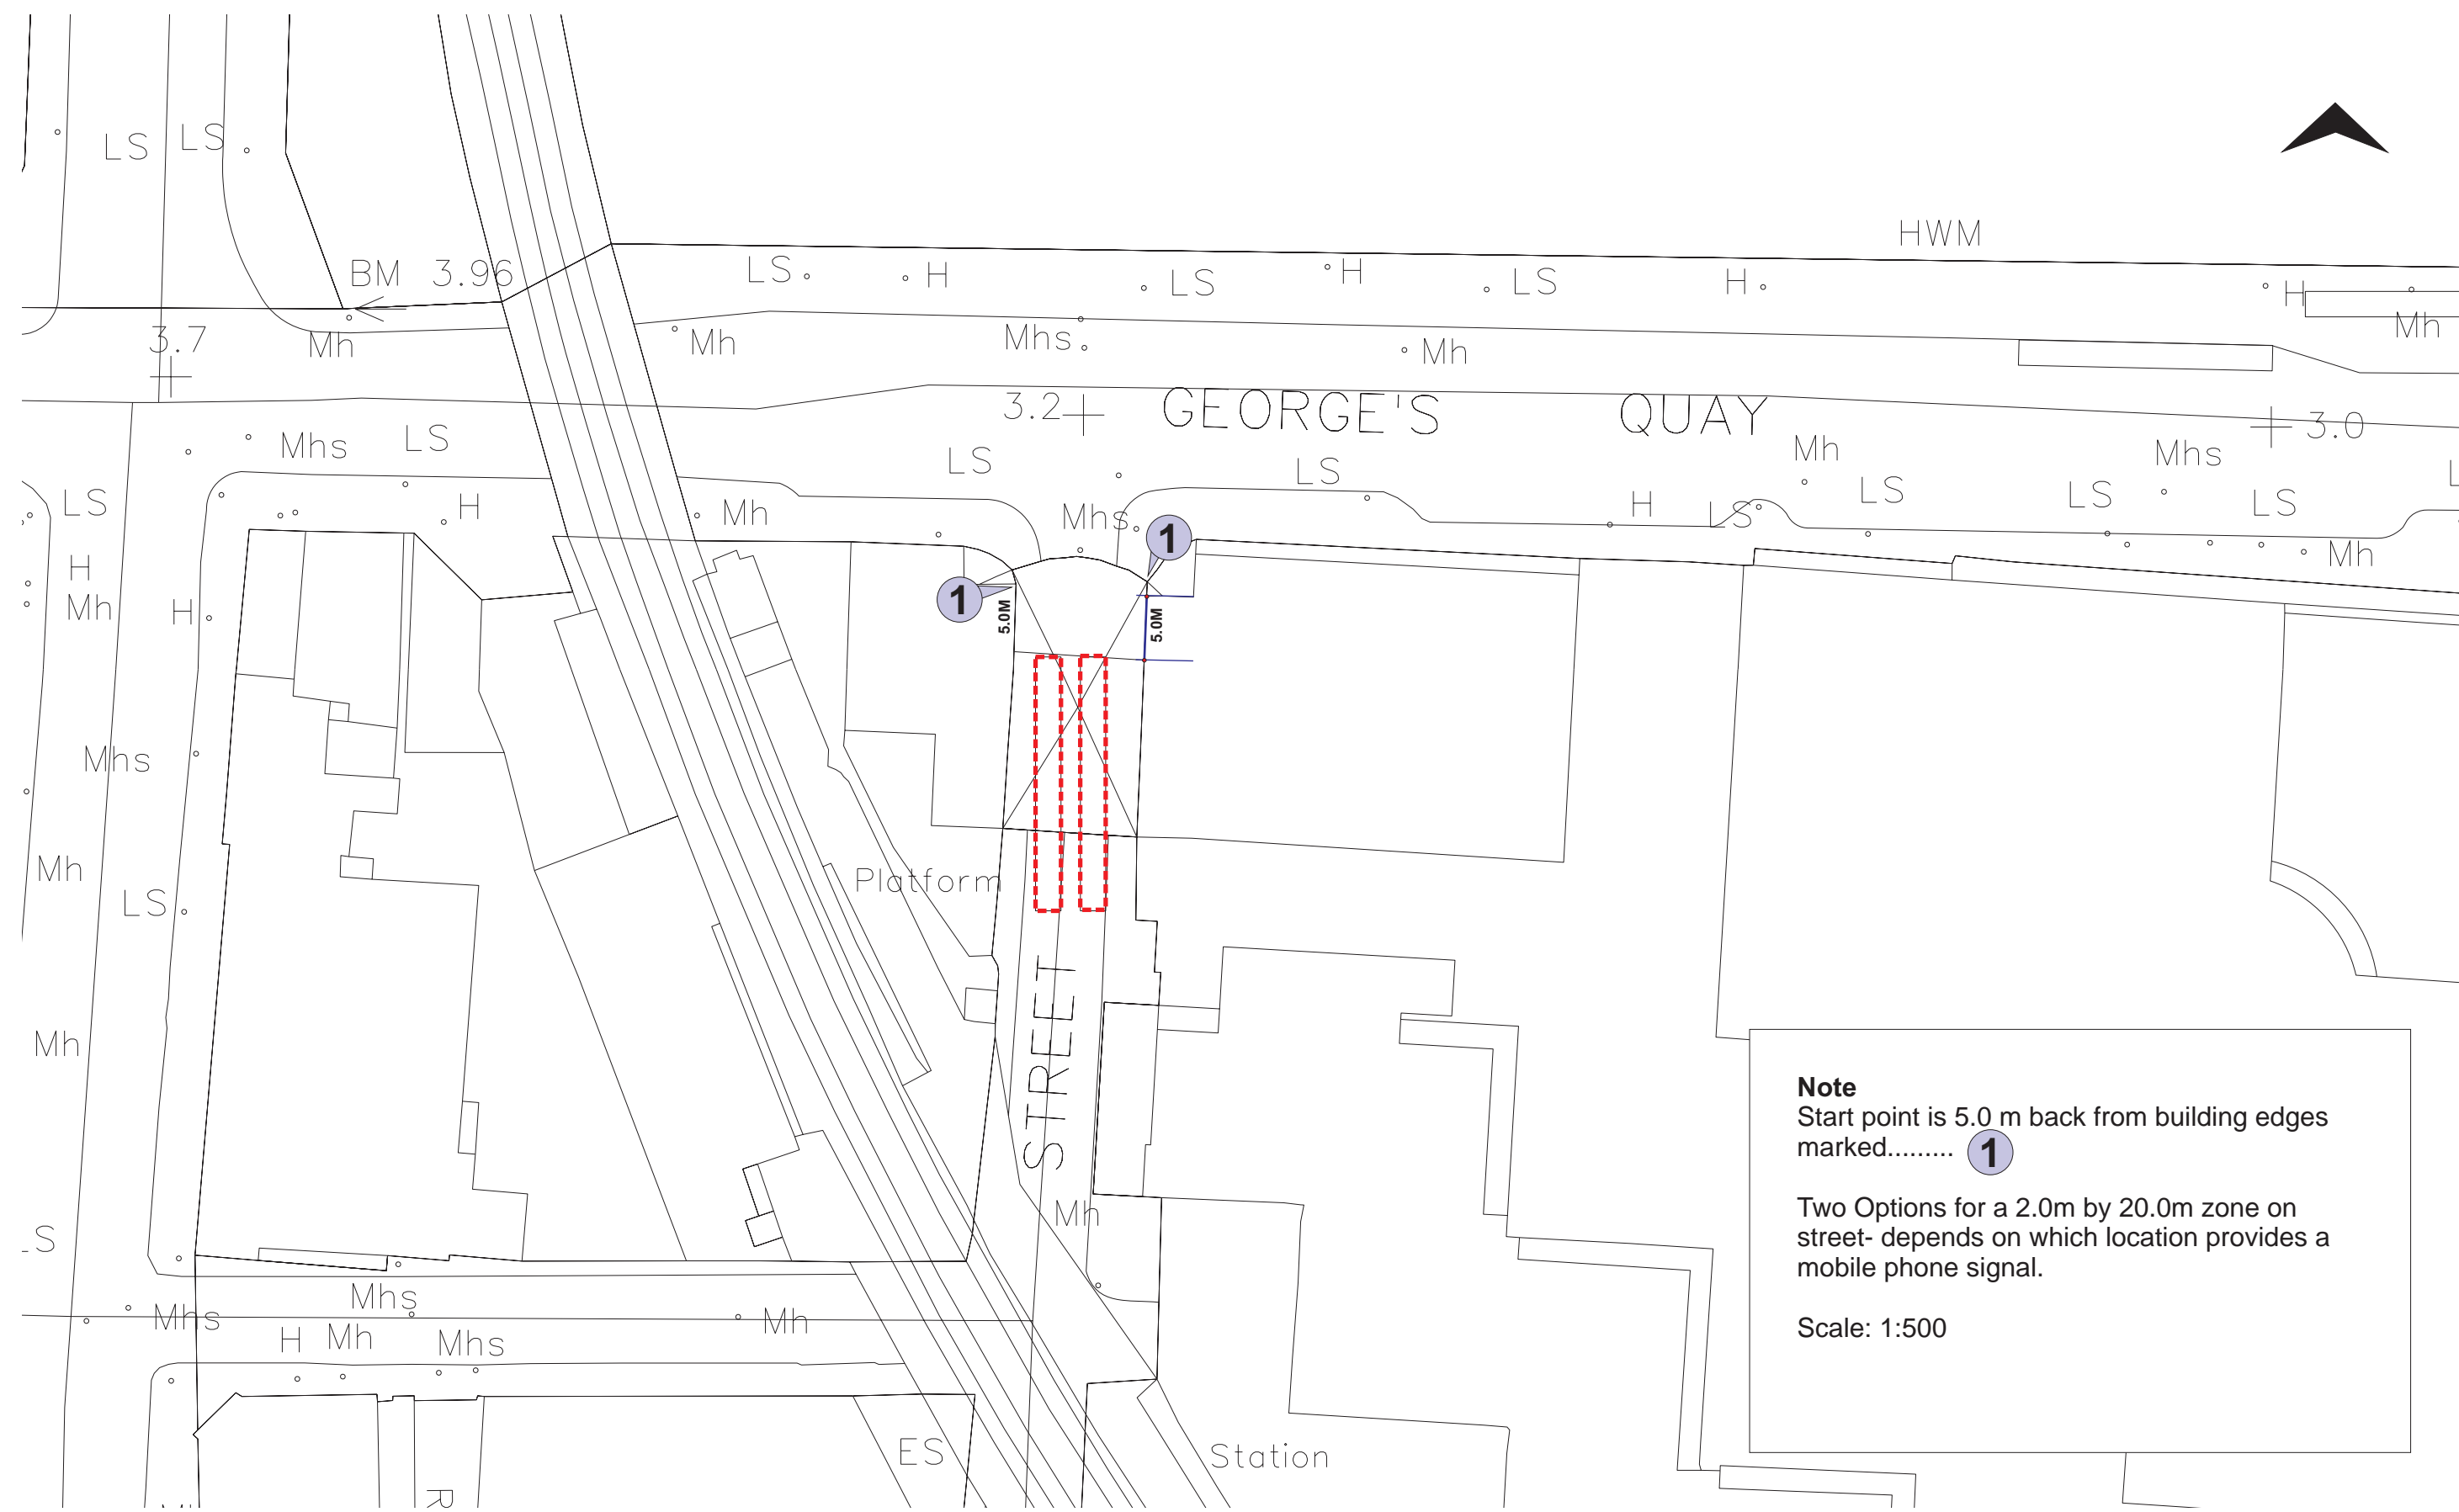 LS
LS
HWM
BM 3.96
LS
H
LS
H
LS
H
H
Mh
3.7
Mh
Mh
Mhs
Mh
3.2
GEORGE'S QUAY
3.0
Mhs
LS
LS
LS
Mh
Mhs
LS
H
Mh
Mhs
LS
H
LS
LS
LS
Mh
1
H
Mh
H
1
5.0M
5.0M
Mhs
Mh
LS
Platform
STREET
Mh
Mh
Note
Start point is 5.0 m back from building edges
marked......... 1
Two Options for a 2.0m by 20.0m zone on
street- depends on which location provides a
mobile phone signal.
Scale: 1:500
LS
Mhs
Mhs
Mh
H
Mh
Mhs
ES
Station
R